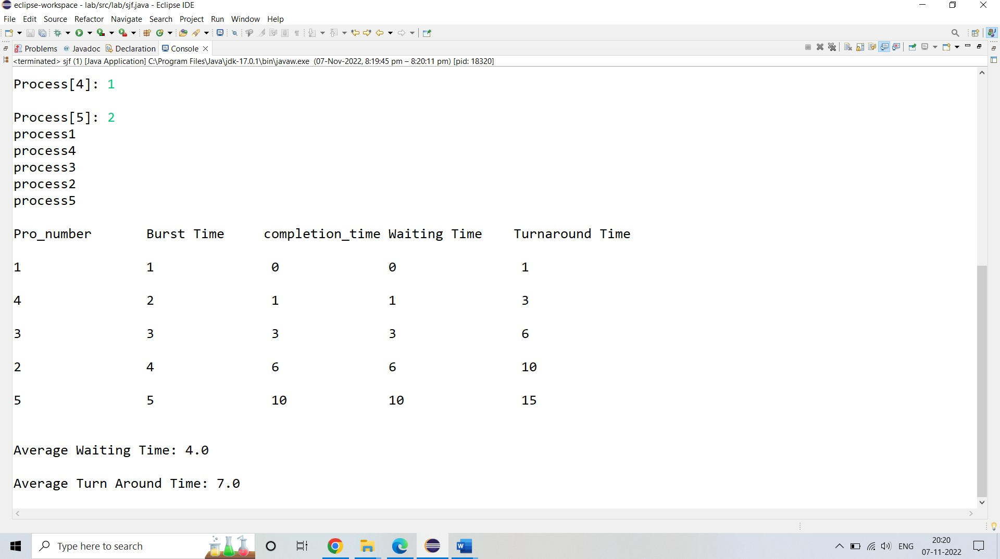 eclipse-workspace - lab/src/lab/sjf.java - Eclipse IDE
File Edit Source Refactor Navigate Search Project Run Window Help
Problems @ Javadoc Declaration Console
<terminated> sjf (1) [Java Application] C:\Program Files\Java\jdk-17.0.1\bin\javaw.exe (07-Nov-2022, 8:19:45 pm – 8:20:11 pm) [pid: 18320]
Process[4]: 1
Process[5]: 2
process1
process4
process3
process2
process5
Pro_number Burst Time completion_time Waiting Time Turnaround Time
1 1 0 0 1
4 2 1 1 3
3 3 3 3 6
2 4 6 6 10
5 5 10 10 15
Average Waiting Time: 4.0
Average Turn Around Time: 7.0
Type here to search
ENG
20:20
07-11-2022